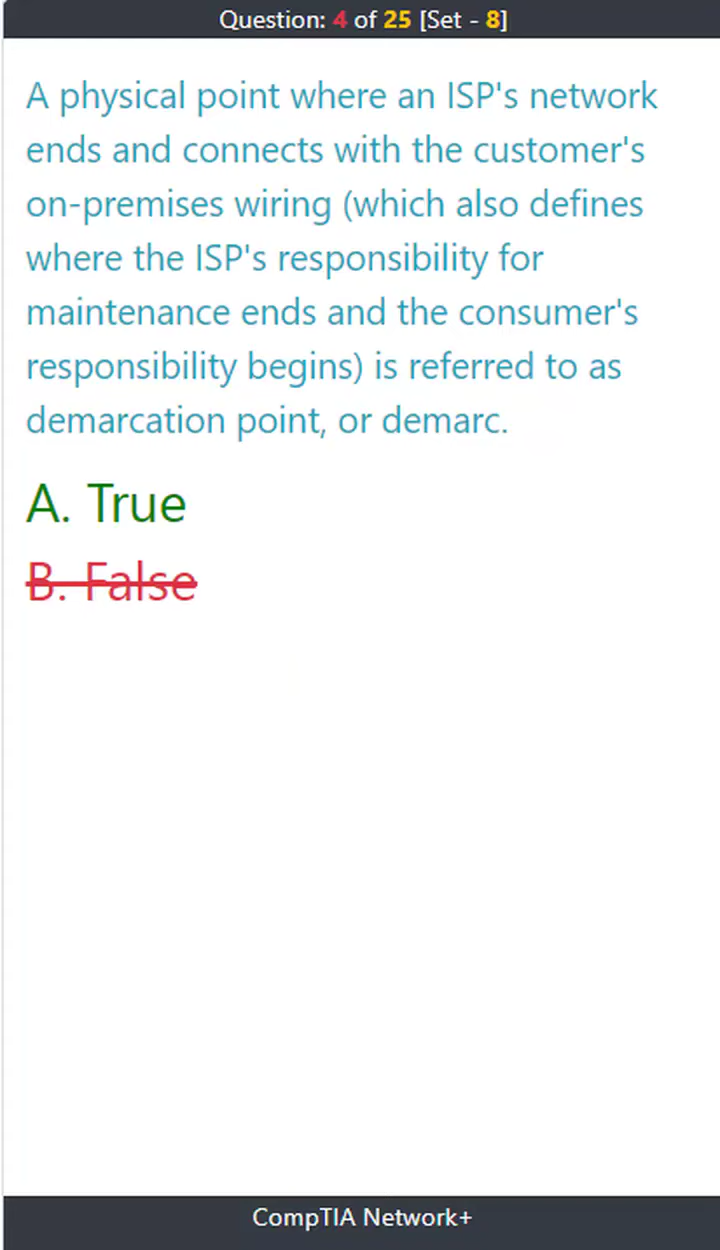 Question: 4 of 25 [Set - 8]
A physical point where an ISP's network
ends and connects with the customer's
on-premises wiring (which also defines
where the ISP's responsibility for
maintenance ends and the consumer's
responsibility begins) is referred to as
demarcation point, or demarc.
A. True
B. False
CompTIA Network+